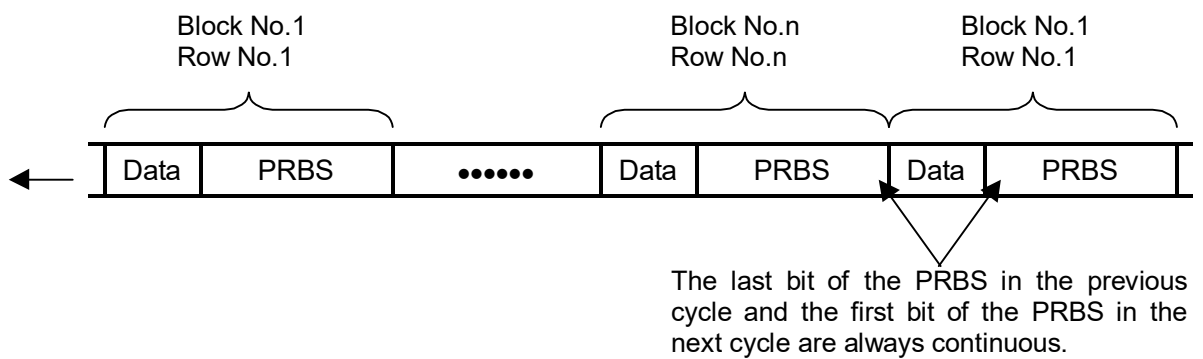 Block No.1
Row No.1
Block No.n
Row No.n
Block No.1
Row No.1
Data PRBS •••••• Data PRBS Data PRBS
The last bit of the PRBS in the previous
cycle and the first bit of the PRBS in the
next cycle are always continuous.